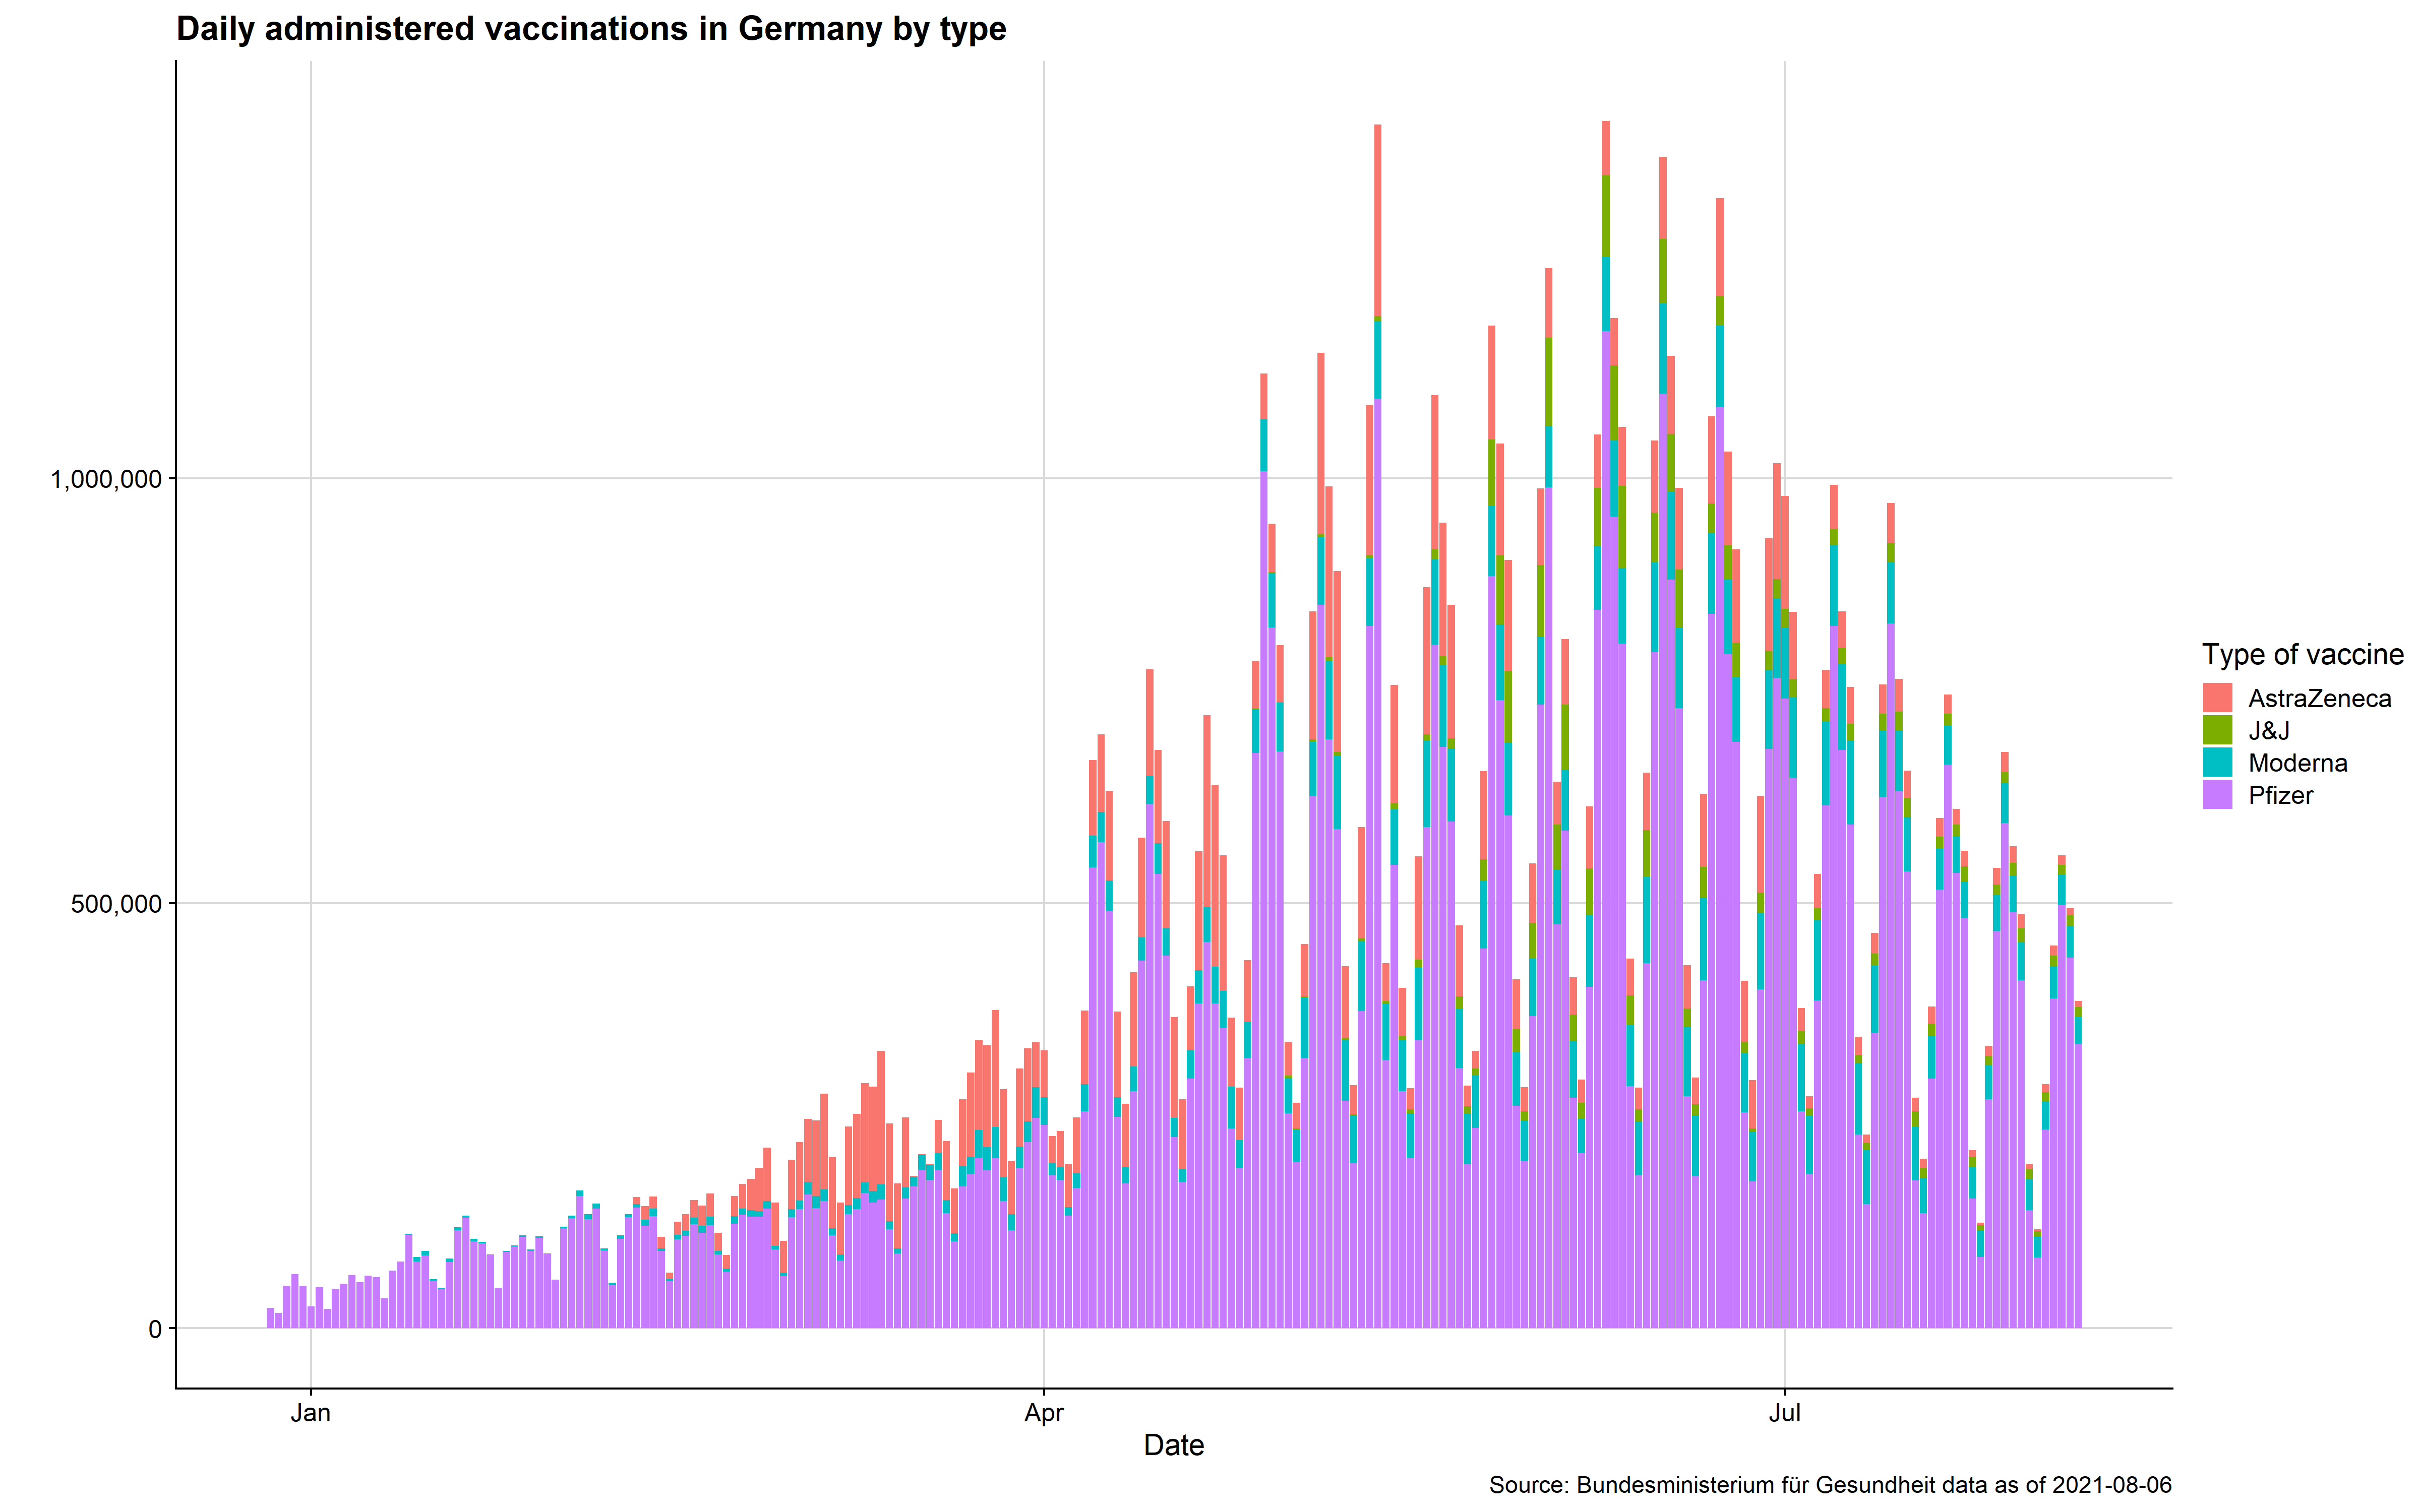 Daily administered vaccinations in Germany by type
1,000,000
500,000
0
Jan
Apr
Jul
Date
Type of vaccine
AstraZeneca
J&J
Moderna
Pfizer
Source: Bundesministerium für Gesundheit data as of 2021-08-06